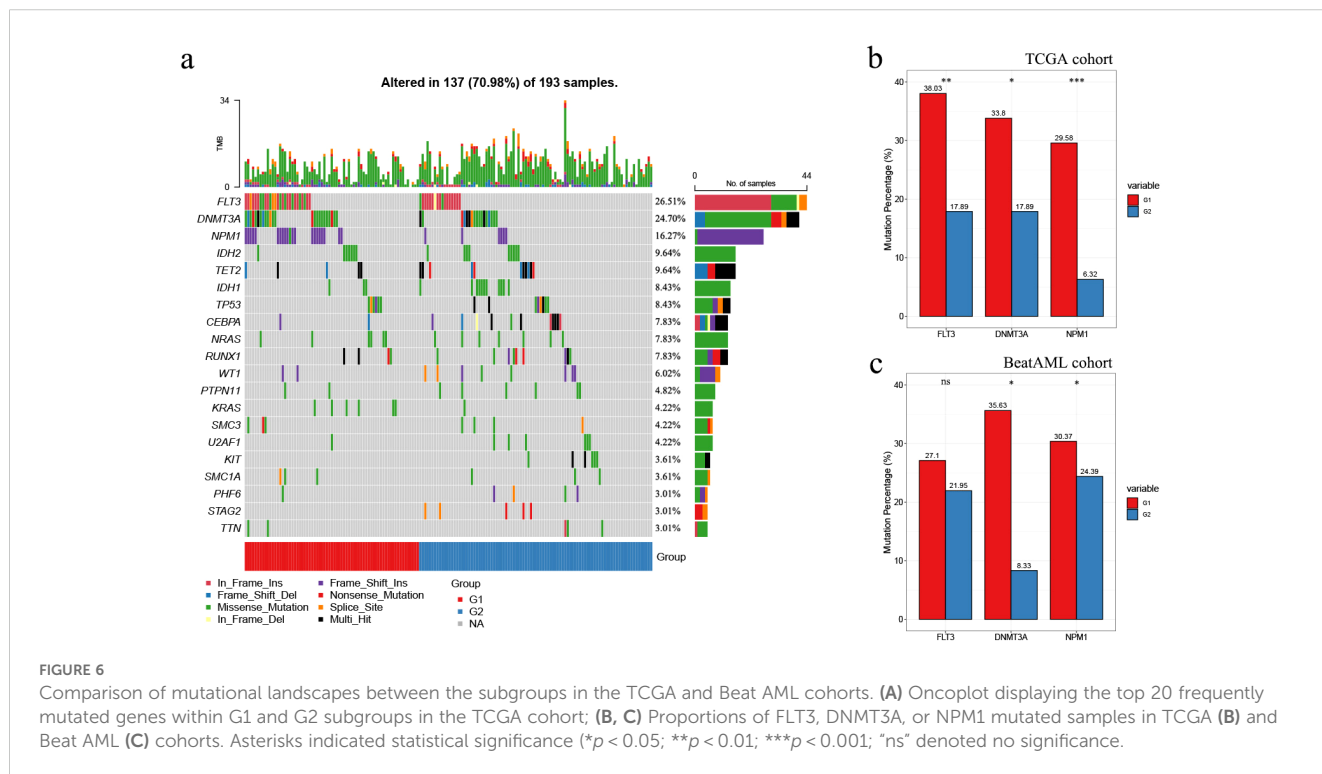 a
Altered in 137 (70.98%) of 193 samples.
34
TMB
0
0 44
No. of samples
FLT3 26.51%
DNMT3A 24.70%
NPM1 16.27%
IDH2 9.64%
TET2 9.64%
IDH1 8.43%
TP53 8.43%
CEBPA 7.83%
NRAS 7.83%
RUNX1 7.83%
WT1 6.02%
PTPN11 4.82%
KRAS 4.22%
SMC3 4.22%
U2AF1 4.22%
KIT 3.61%
SMC1A 3.61%
PHF6 3.01%
STAG2 3.01%
TTN 3.01%
Group
In_Frame_Ins
Frame_Shift_Del
Missense_Mutation
In_Frame_Del
Frame_Shift_Ins
Nonsense_Mutation
Splice_Site
Multi_Hit
Group
G1
G2
NA
b
TCGA cohort
Mutation Percentage (%)
40
30
20
10
0
** * ***
38.03 17.89 33.8 17.89 29.58 6.32
FLT3 DNMT3A NPM1
variable
G1
G2
c
BeatAML cohort
Mutation Percentage (%)
40
30
20
10
0
ns * *
27.1 21.95 35.63 8.33 30.37 24.39
FLT3 DNMT3A NPM1
variable
G1
G2
FIGURE 6
Comparison of mutational landscapes between the subgroups in the TCGA and Beat AML cohorts. (A) Oncoplot displaying the top 20 frequently
mutated genes within G1 and G2 subgroups in the TCGA cohort; (B, C) Proportions of FLT3, DNMT3A, or NPM1 mutated samples in TCGA (B) and
Beat AML (C) cohorts. Asterisks indicated statistical significance (*p < 0.05; **p < 0.01; ***p < 0.001; "ns" denoted no significance.